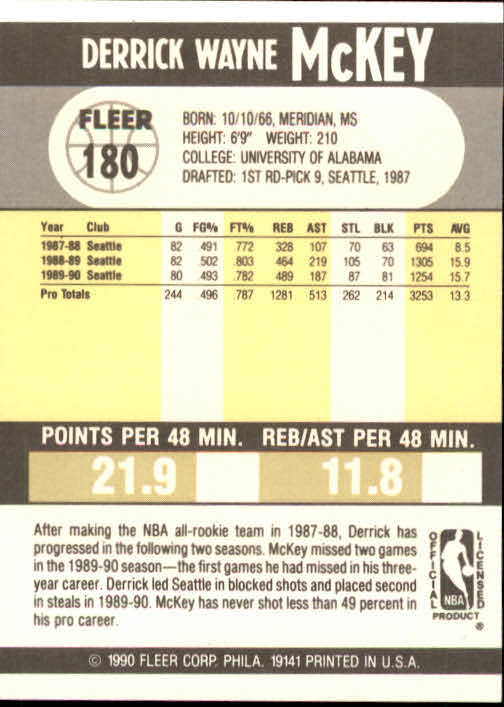 DERRICK WAYNE McKEY
FLEER
180
BORN: 10/10/66, MERIDIAN, MS
HEIGHT: 6'9" WEIGHT: 210
COLLEGE: UNIVERSITY OF ALABAMA
DRAFTED: 1ST RD-PICK 9, SEATTLE, 1987
Year Club G FG% FT% REB AST STL BLK PTS AVG
1987-88 Seattle 82 .491 .772 328 107 70 63 694 8.5
1988-89 Seattle 82 .502 .803 464 219 105 70 1305 15.9
1989-90 Seattle 80 .493 .782 489 187 87 81 1254 15.7
Pro Totals 244 .496 .787 1281 513 262 214 3253 13.3
POINTS PER 48 MIN. REB/AST PER 48 MIN.
21.9 11.8
After making the NBA all-rookie team in 1987-88, Derrick has
progressed in the following two seasons. McKey missed two games
in the 1989-90 season—the first games he had missed in his three-
year career. Derrick led Seattle in blocked shots and placed second
in steals in 1989-90. McKey has never shot less than 49 percent in
his pro career.
OFFICIAL
LICENSED
NBA
PRODUCT
®
© 1990 FLEER CORP. PHILA. 19141 PRINTED IN U.S.A.